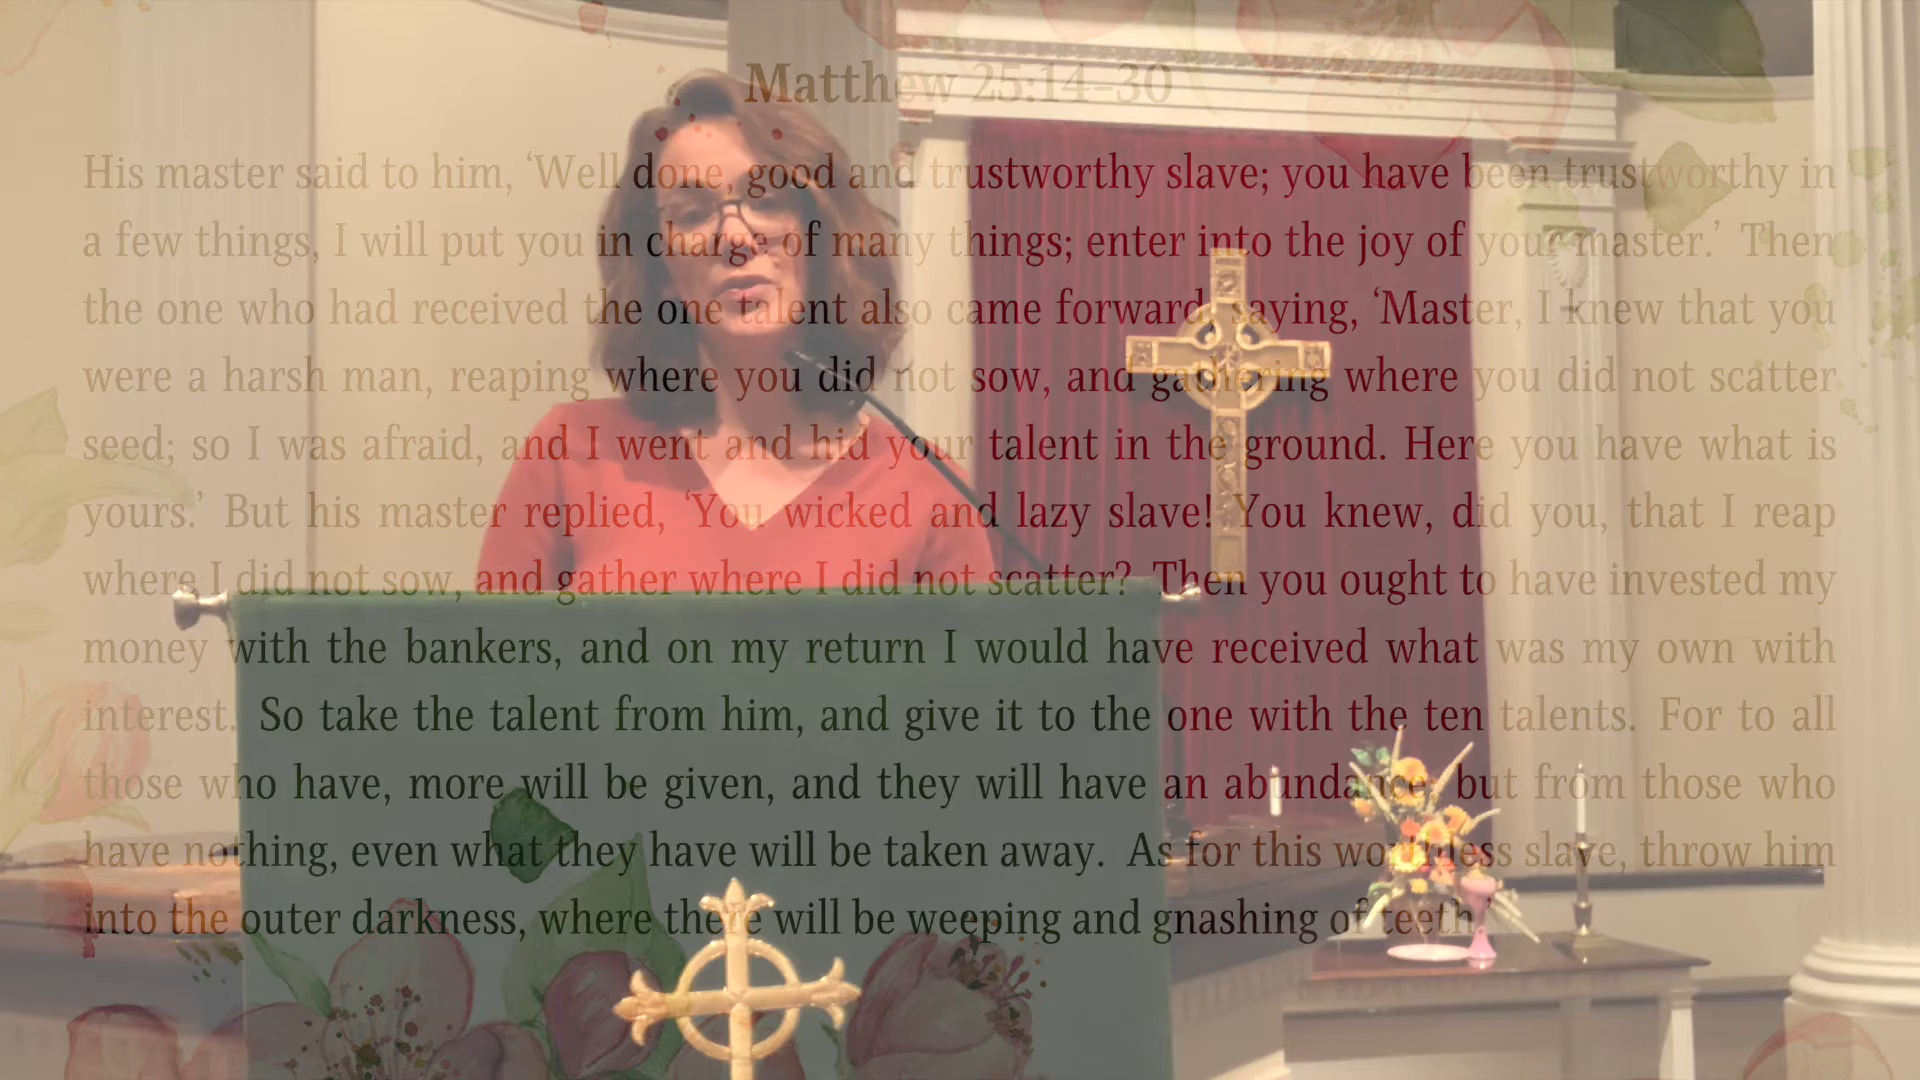 Matthew 25:14–30
His master said to him, ‘Well done, good and trustworthy slave; you have been trustworthy in
a few things, I will put you in charge of many things; enter into the joy of your master.’ Then
the one who had received the one talent also came forward, saying, ‘Master, I knew that you
were a harsh man, reaping where you did not sow, and gathering where you did not scatter
seed; so I was afraid, and I went and hid your talent in the ground. Here you have what is
yours.’ But his master replied, ‘You wicked and lazy slave! You knew, did you, that I reap
where I did not sow, and gather where I did not scatter? Then you ought to have invested my
money with the bankers, and on my return I would have received what was my own with
interest. So take the talent from him, and give it to the one with the ten talents. For to all
those who have, more will be given, and they will have an abundance; but from those who
have nothing, even what they have will be taken away. As for this worthless slave, throw him
into the outer darkness, where there will be weeping and gnashing of teeth.’